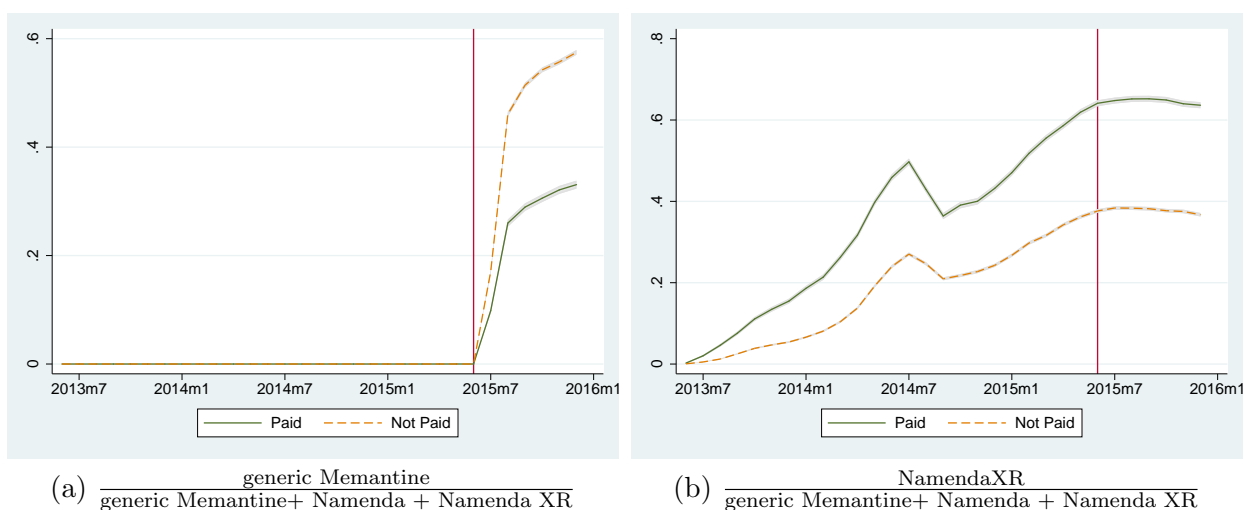 .6
.4
.2
0
2013m7 2014m1 2014m7 2015m1 2015m7 2016m1
Paid Not Paid
(a) generic Memantine
generic Memantine+ Namenda + Namenda XR
.8
.6
.4
.2
0
2013m7 2014m1 2014m7 2015m1 2015m7 2016m1
Paid Not Paid
(b) NamendaXR
generic Memantine+ Namenda + Namenda XR